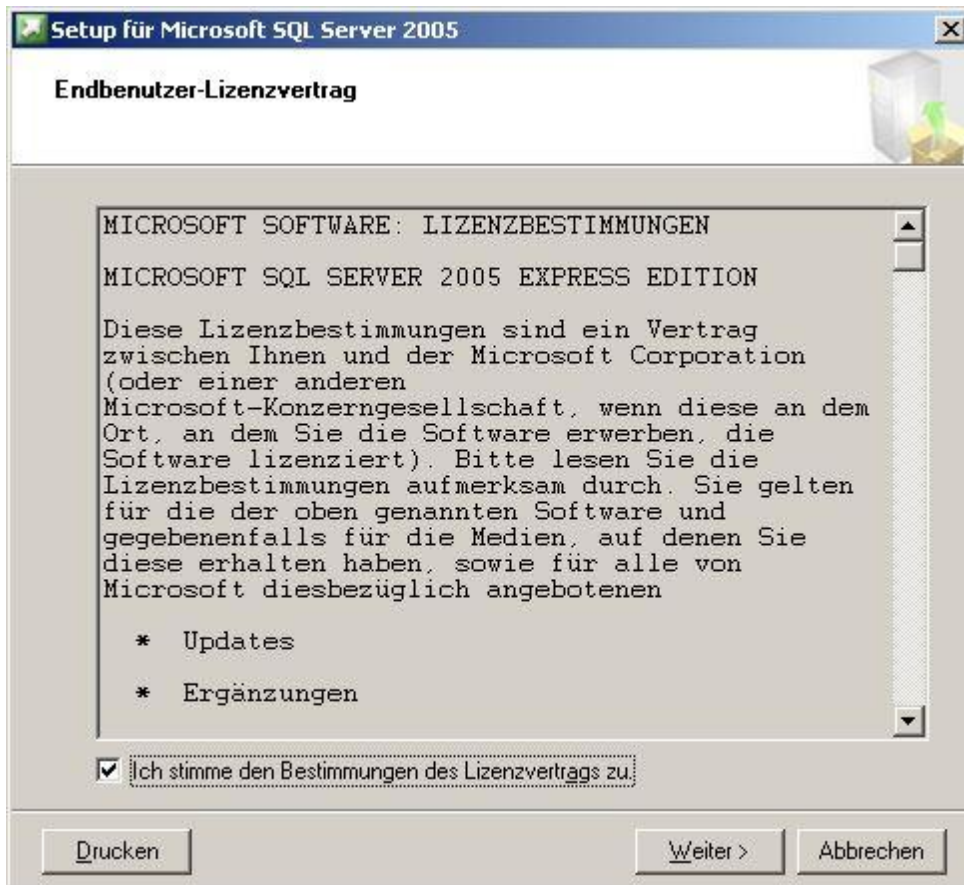 Setup für Microsoft SQL Server 2005
Endbenutzer-Lizenzvertrag
MICROSOFT SOFTWARE: LIZENZBESTIMMUNGEN
MICROSOFT SQL SERVER 2005 EXPRESS EDITION
Diese Lizenzbestimmungen sind ein Vertrag
zwischen Ihnen und der Microsoft Corporation
(oder einer anderen
Microsoft-Konzerngesellschaft, wenn diese an dem
Ort, an dem Sie die Software erwerben, die
Software lizenziert). Bitte lesen Sie die
Lizenzbestimmungen aufmerksam durch. Sie gelten
für die der oben genannten Software und
gegebenenfalls für die Medien, auf denen Sie
diese erhalten haben, sowie für alle von
Microsoft diesbezüglich angebotenen
* Updates
* Ergänzungen
Ich stimme den Bestimmungen des Lizenzvertrags zu.
Drucken
Weiter >
Abbrechen